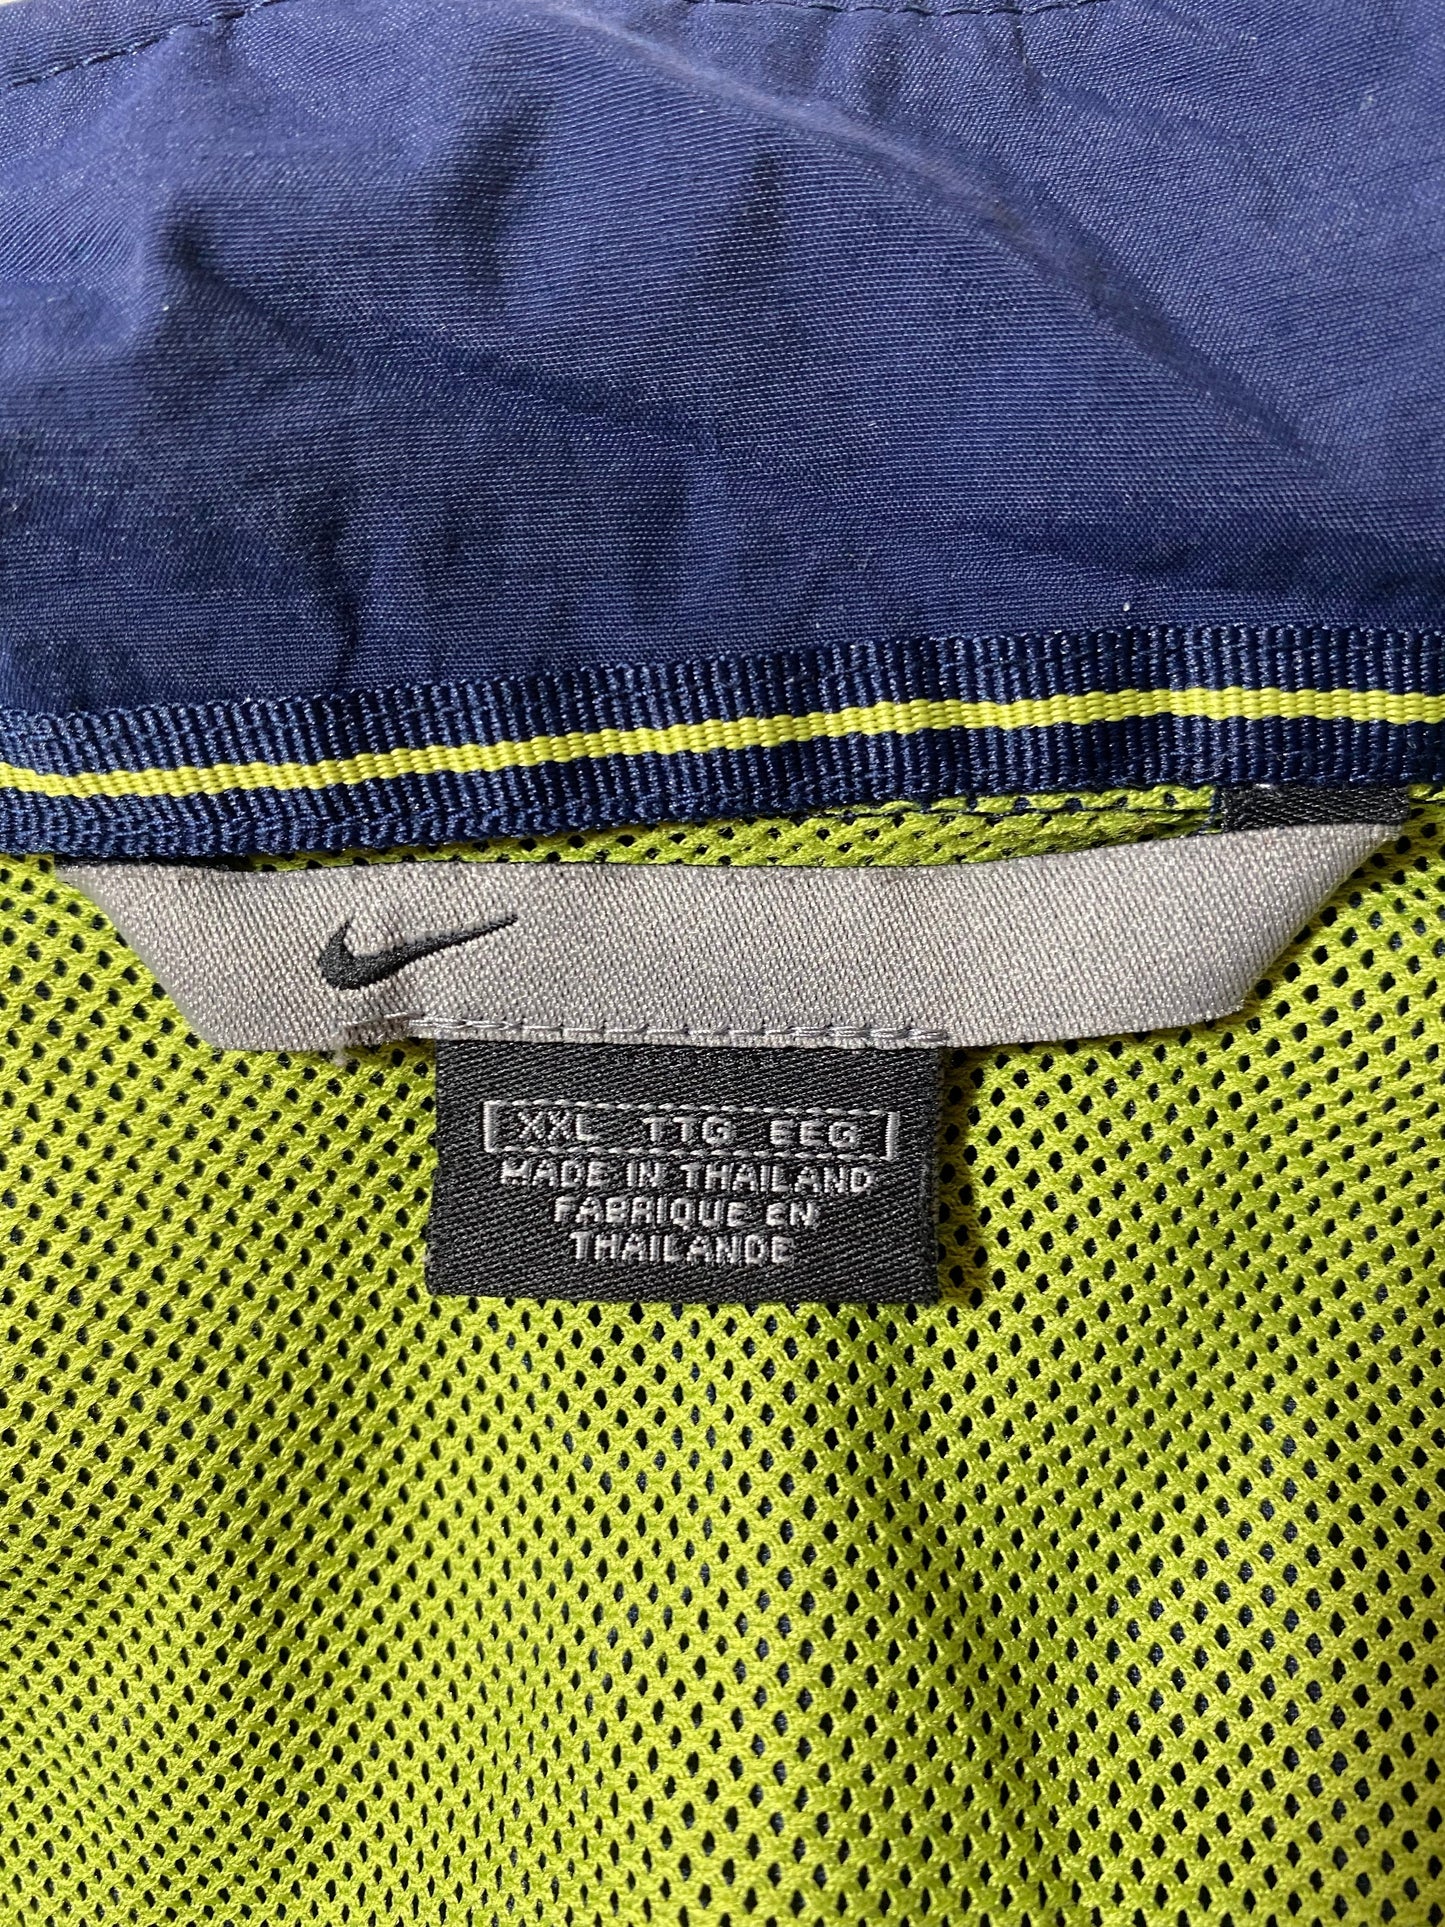 XXL TTG EEG
MADE IN THAILAND
FABRIQUE EN
THAILANDE